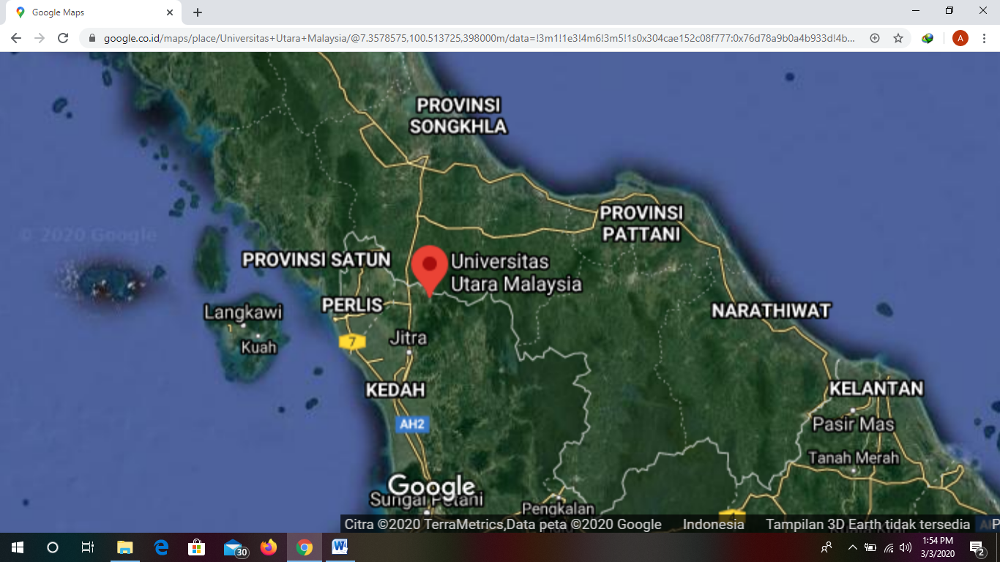 Google Maps
google.co.id/maps/place/Universitas+Utara+Malaysia/@7.3578575,100.513725,398000m/data=!3m1!1e3!4m6!3m5!1s0x304cae152c08f777:0x76d78a9b0a4b933d!4b...
A
PROVINSI
SONGKHLA
PROVINSI
PATTANI
© 2020 Google
PROVINSI SATUN
Universitas
Utara Malaysia
PERLIS
NARATHIWAT
Langkawi
Kuah
7
Jitra
KEDAH
KELANTAN
AH2
Pasir Mas
Tanah Merah
Google
Sungai Petani
Pengkalan
Citra ©2020 TerraMetrics,Data peta ©2020 Google Indonesia Tampilan 3D Earth tidak tersedia
30
1:54 PM
3/3/2020
2